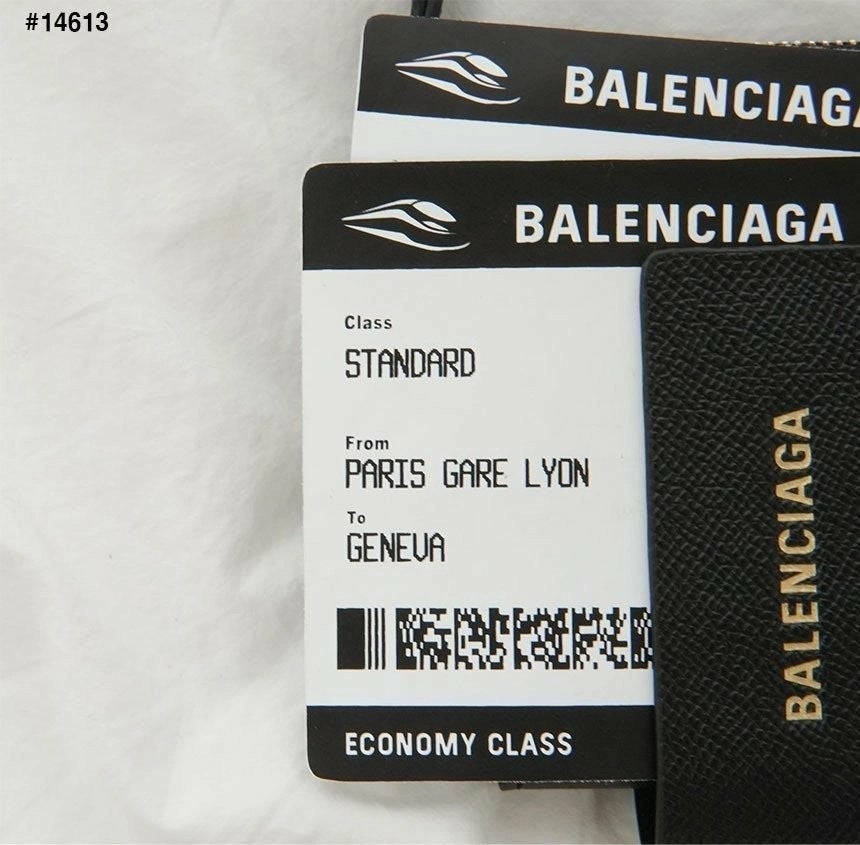 #14613
BALENCIAGA
BALENCIAGA
Class
STANDARD
From
PARIS GARE LYON
To
GENEVA
ECONOMY CLASS
BALENCIAGA